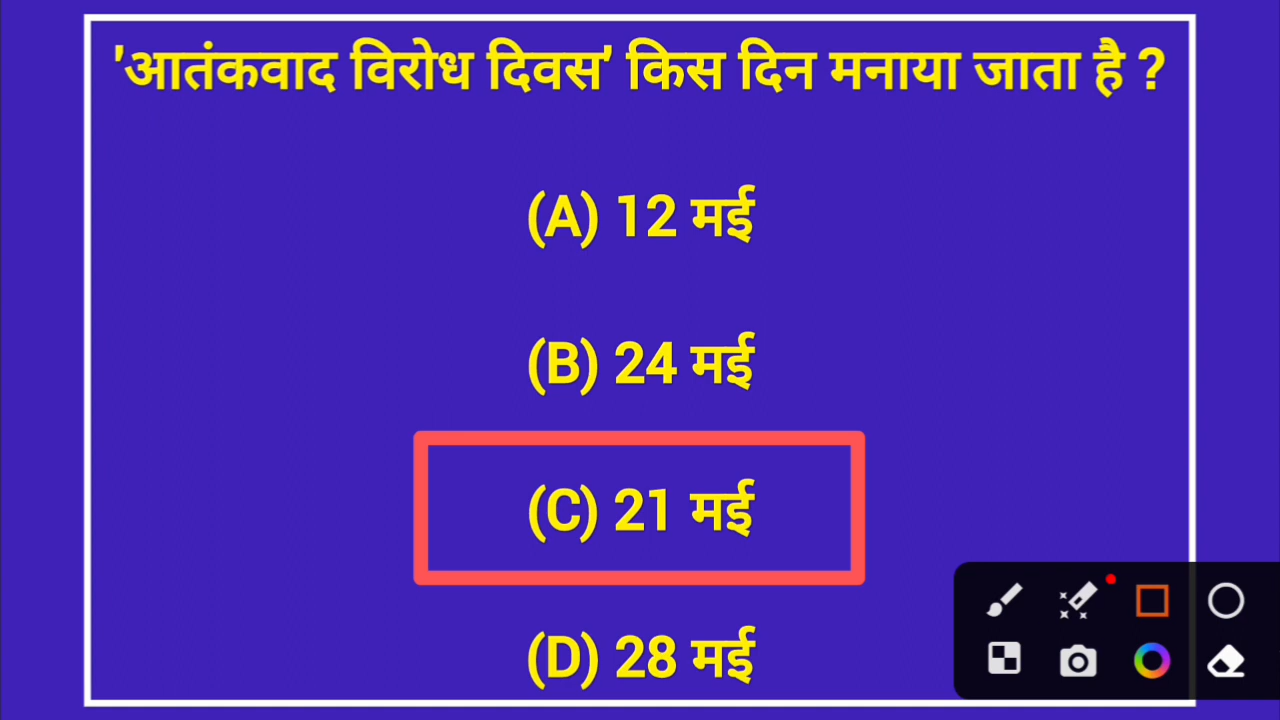 'आतंकवाद विरोध दिवस' किस दिन मनाया जाता है ?
(A) 12 मई
(B) 24 मई
(C) 21 मई
(D) 28 मई